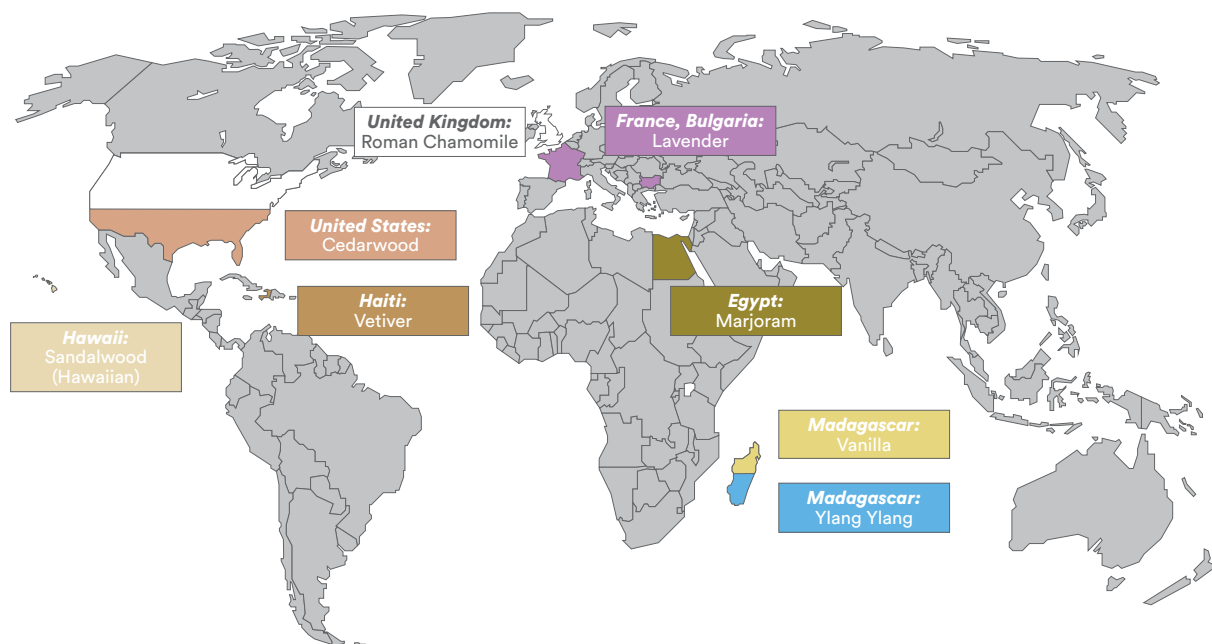 United Kingdom:
Roman Chamomile
France, Bulgaria:
Lavender
United States:
Cedarwood
Haiti:
Vetiver
Egypt:
Marjoram
Hawaii:
Sandalwood
(Hawaiian)
Madagascar:
Vanilla
Madagascar:
Ylang Ylang